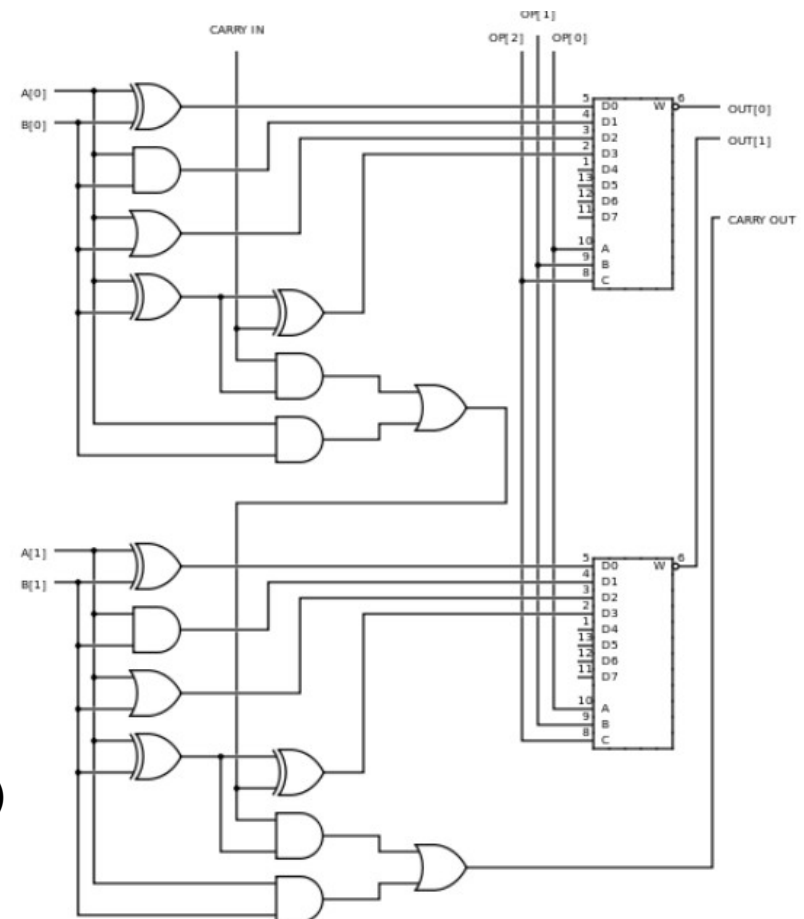 OP[1]
CARRY IN
OP[2] OP[0]
A[0]
B[0]
5 D0 W 6
4 D1
3 D2
2 D3
1 D4
13 D5
12 D6
11 D7
10 A
9 B
8 C
OUT[0]
OUT[1]
CARRY OUT
A[1]
B[1]
5 D0 W 6
4 D1
3 D2
2 D3
1 D4
13 D5
12 D6
11 D7
10 A
9 B
8 C
)